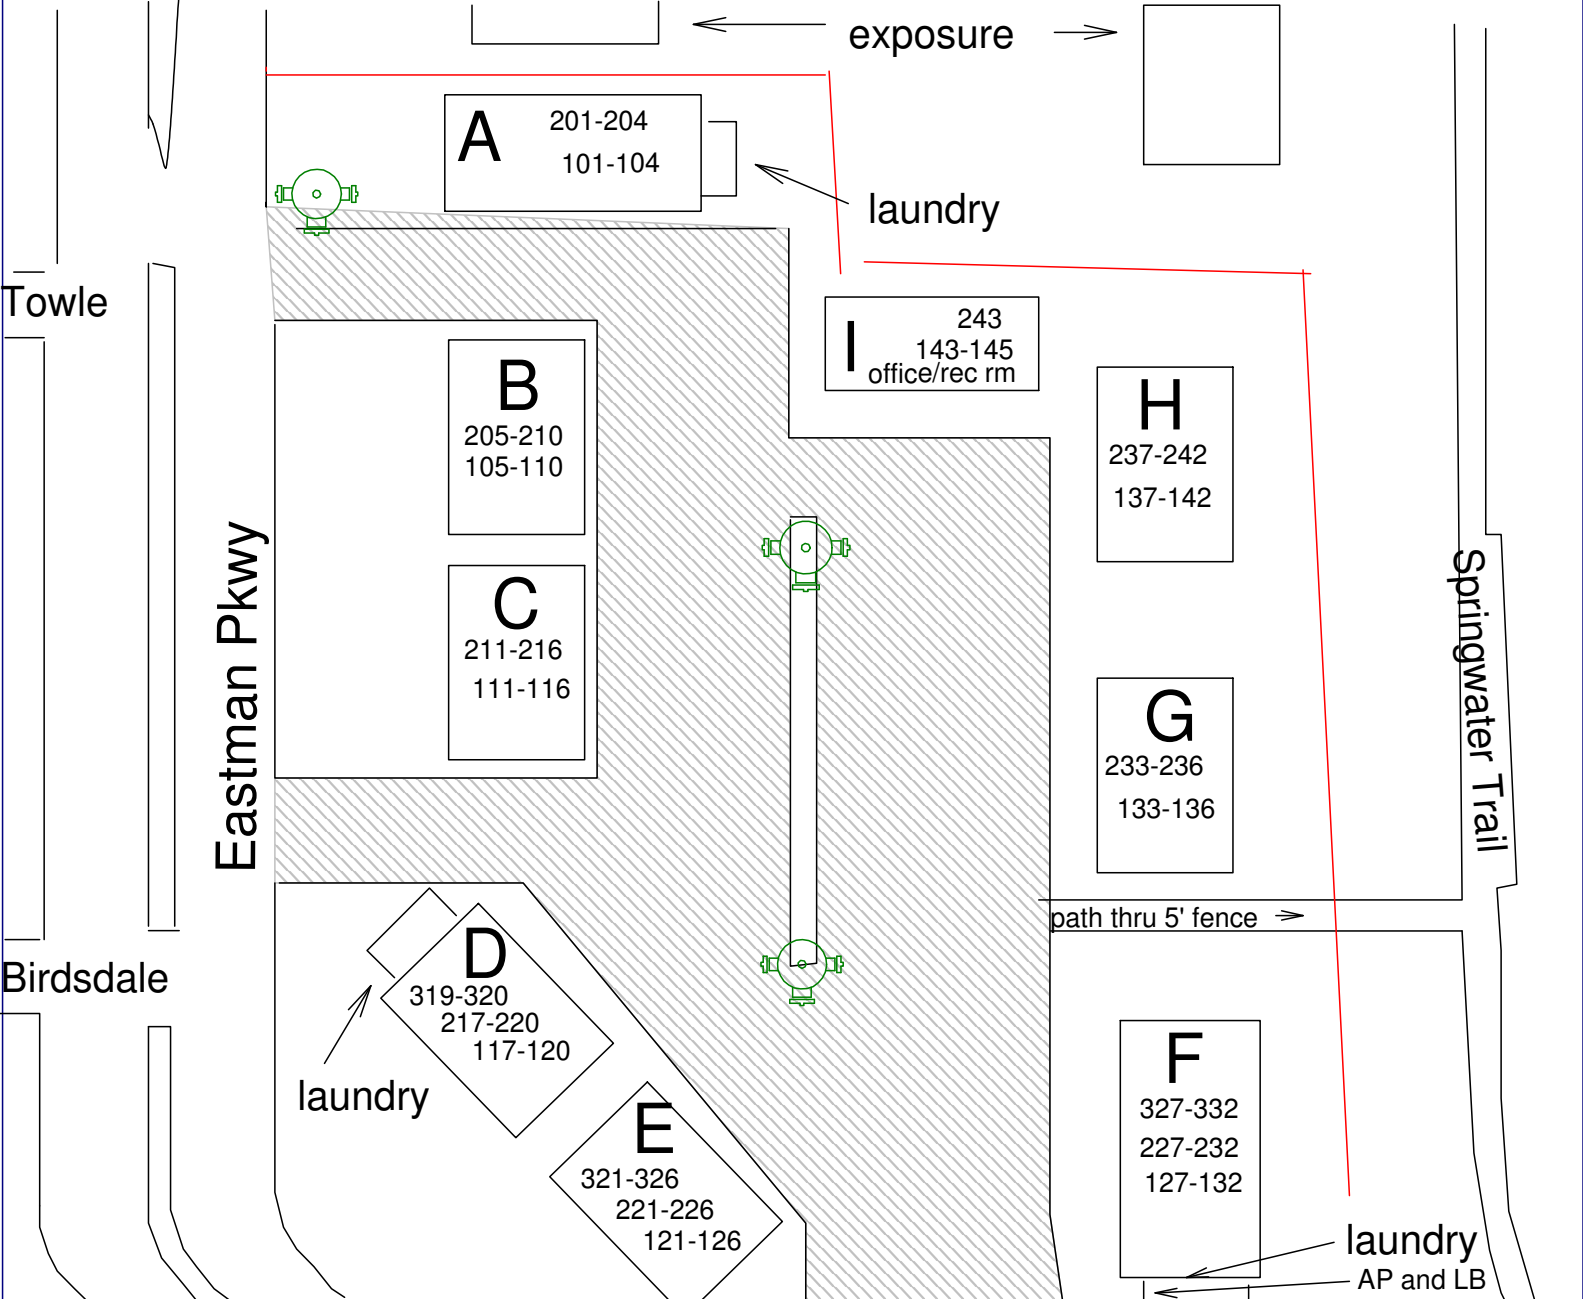 exposure
A
201-204
101-104
laundry
Towle
I
243
143-145
office/rec rm
B
205-210
105-110
H
237-242
137-142
C
211-216
111-116
Eastman Pkwy
Springwater Trail
G
233-236
133-136
path thru 5' fence
Birdsdale
D
319-320
217-220
117-120
laundry
E
321-326
221-226
121-126
F
327-332
227-232
127-132
laundry
AP and LB